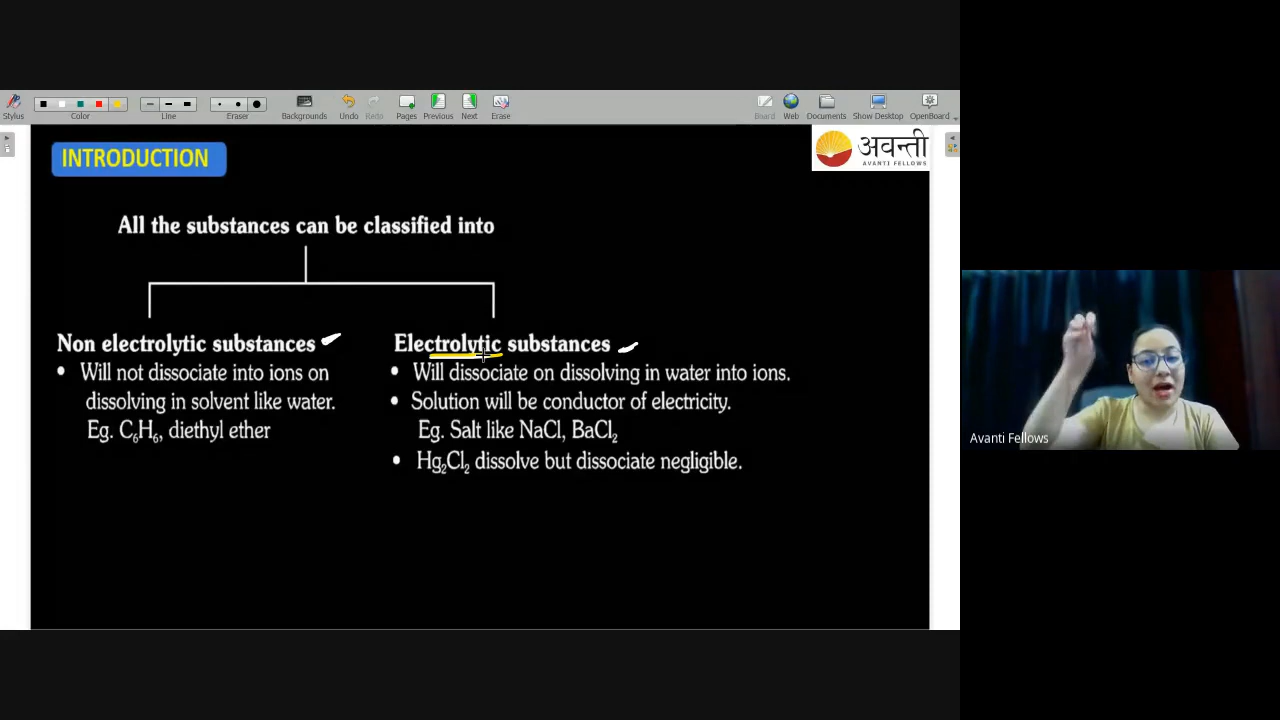 Stylus
Color
Line
Eraser
Backgrounds
Undo
Redo
Pages
Previous
Next
Erase
Board
Web
Documents
Show Desktop
OpenBoard
INTRODUCTION
अवन्ती
AVANTI FELLOWS
All the substances can be classified into
Non electrolytic substances
• Will not dissociate into ions on
dissolving in solvent like water.
Eg. C₆H₆, diethyl ether
Electrolytic substances
• Will dissociate on dissolving in water into ions.
• Solution will be conductor of electricity.
Eg. Salt like NaCl, BaCl₂
• Hg₂Cl₂ dissolve but dissociate negligible.
Avanti Fellows